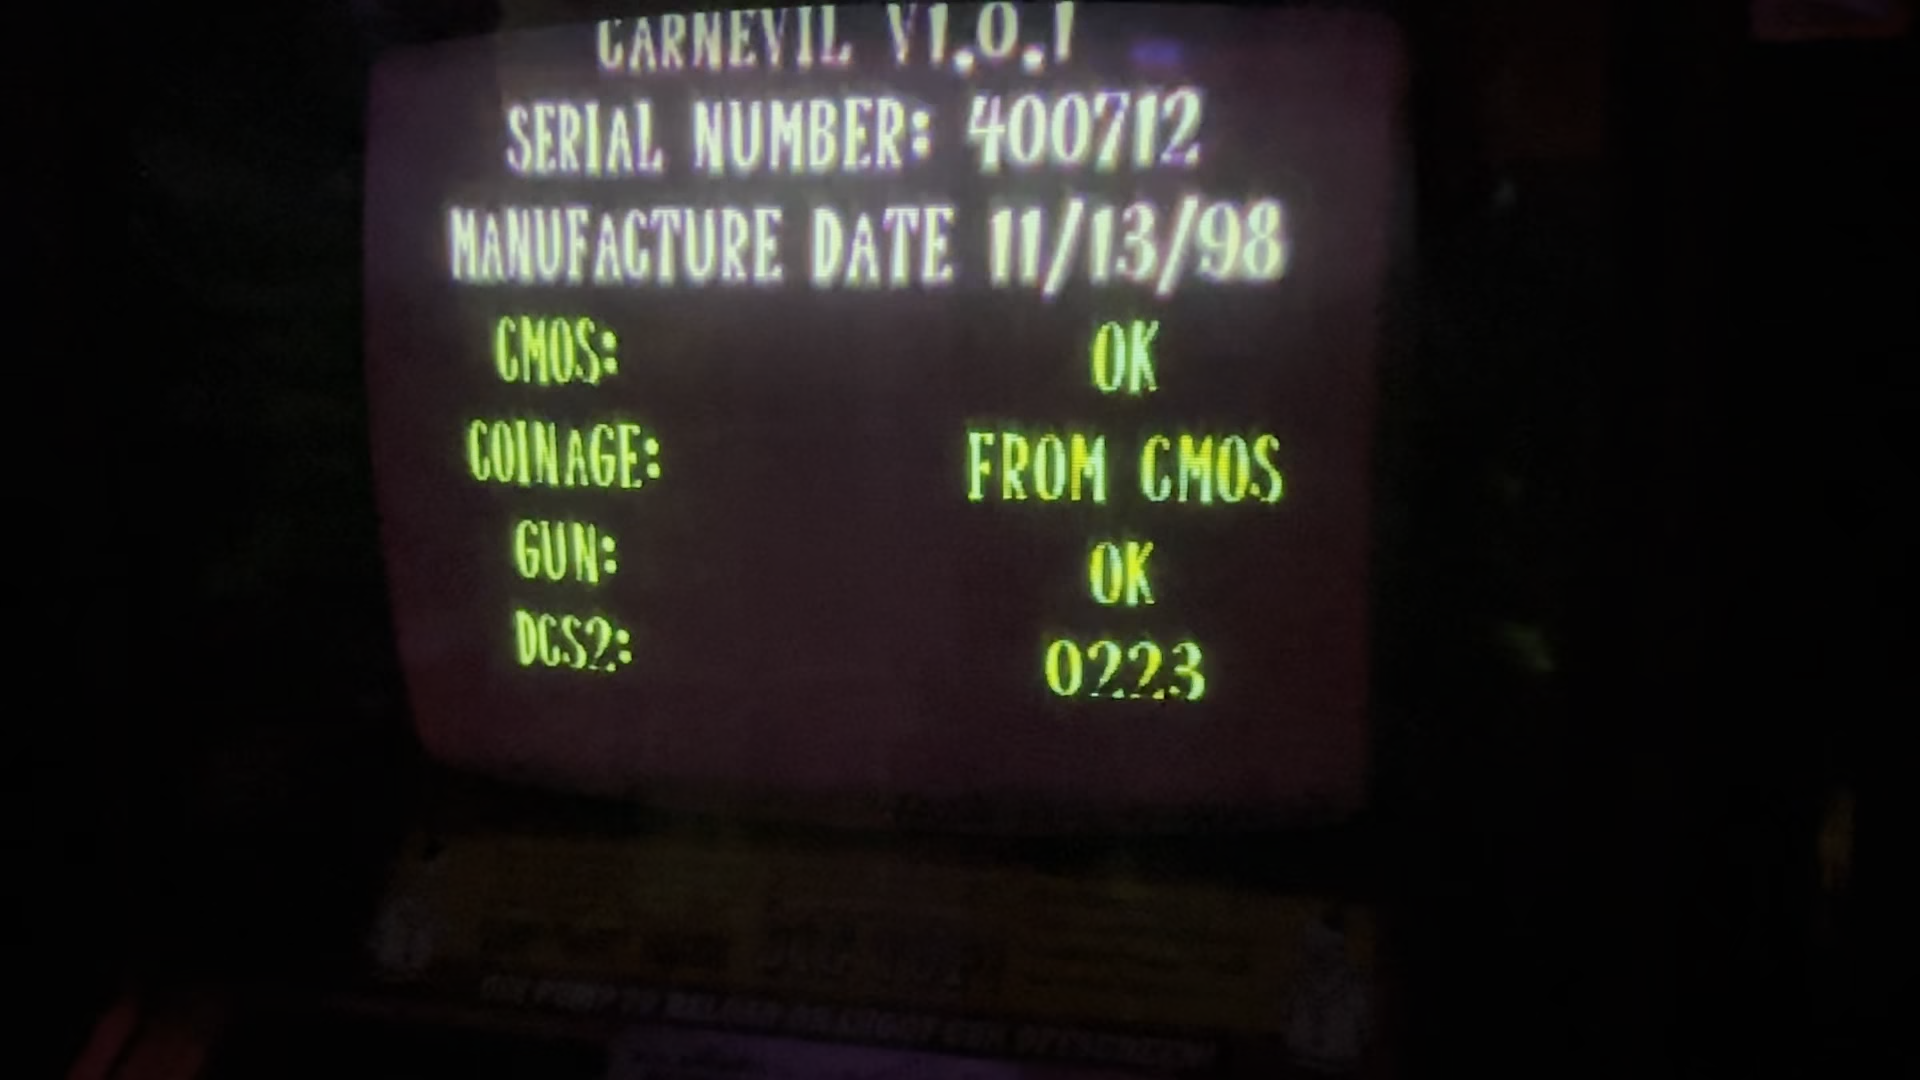 CARNEVIL V1.0.1
SERIAL NUMBER: 400712
MANUFACTURE DATE 11/13/98
CMOS: OK
COINAGE: FROM CMOS
GUN: OK
DCS2: 0223